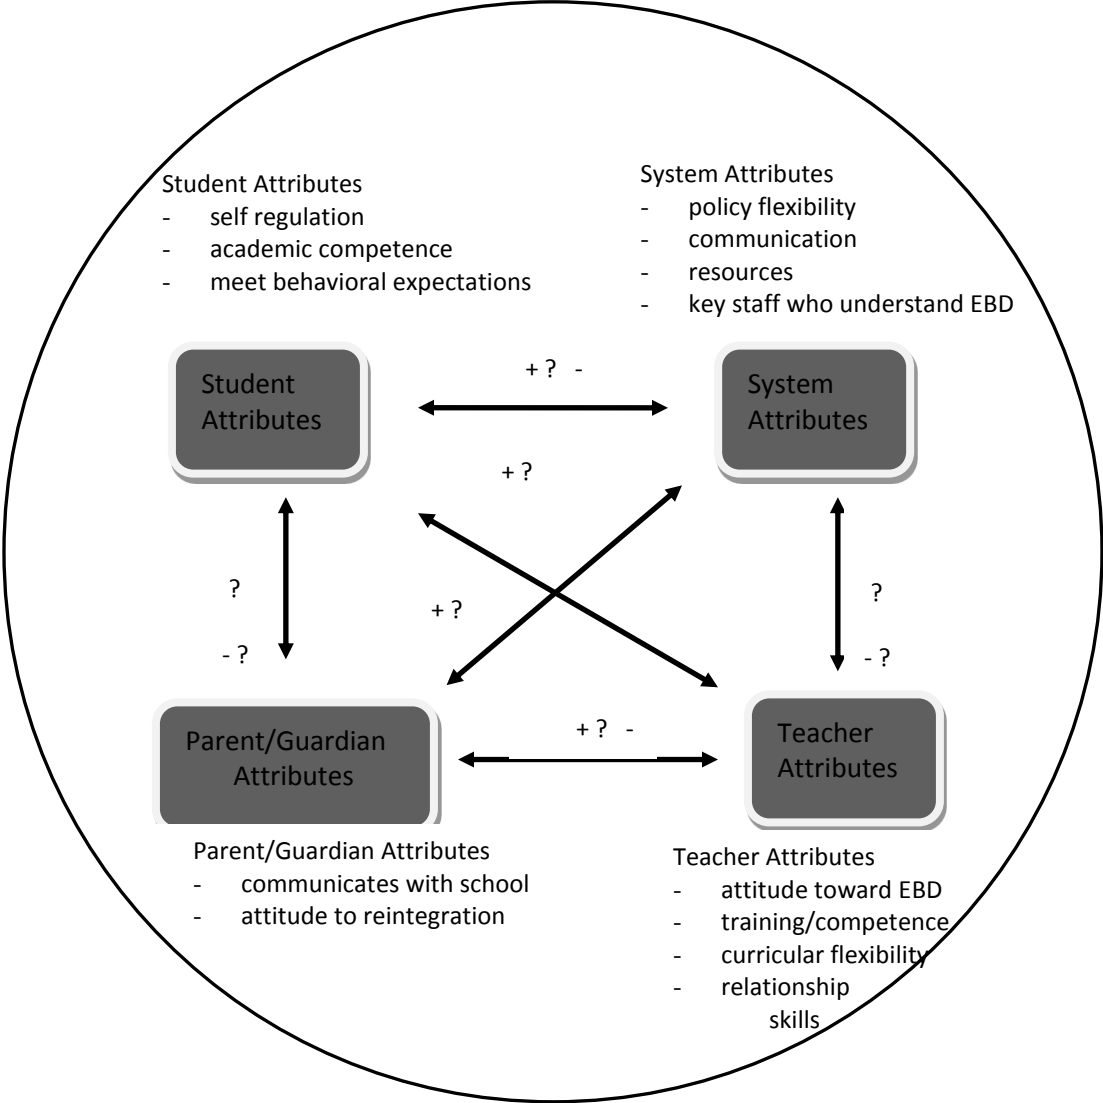 Student Attributes
- self regulation
- academic competence
- meet behavioral expectations
System Attributes
- policy flexibility
- communication
- resources
- key staff who understand EBD
Student
Attributes
+ ? -
System
Attributes
+ ?
?
+ ?
?
- ?
- ?
Parent/Guardian
Attributes
+ ? -
Teacher
Attributes
Parent/Guardian Attributes
- communicates with school
- attitude to reintegration
Teacher Attributes
- attitude toward EBD
- training/competence
- curricular flexibility
- relationship
skills